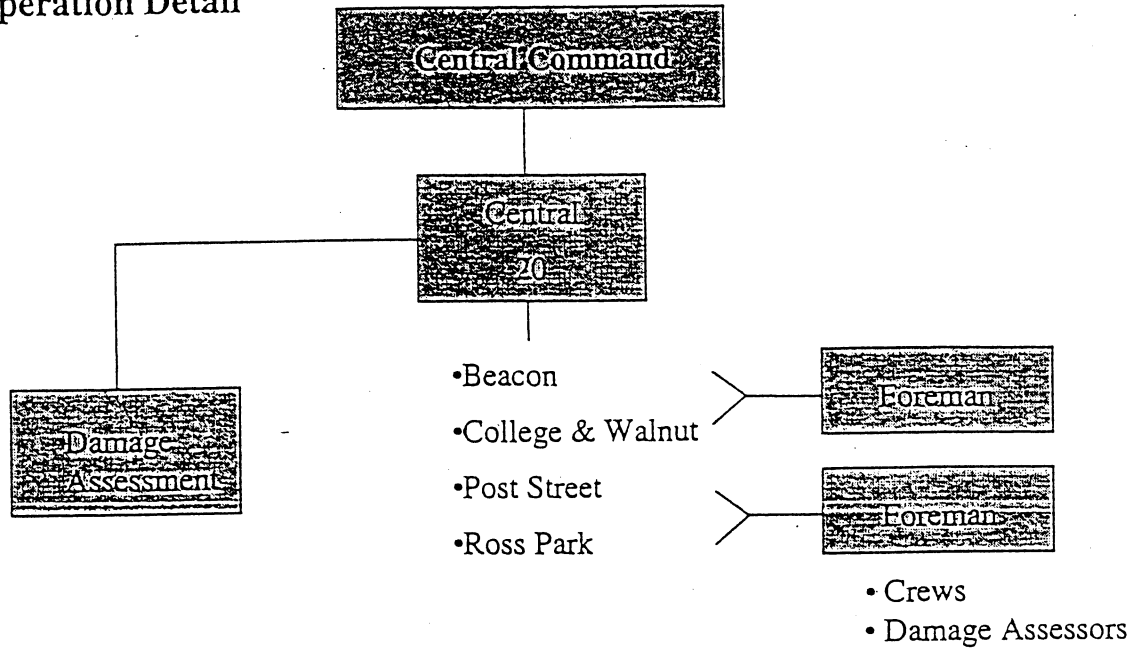 Detail
Central Command
Central
20
Damage
Assessment
•Beacon
•College & Walnut
•Post Street
•Ross Park
Foreman
Foreman
• Crews
• Damage Assessors